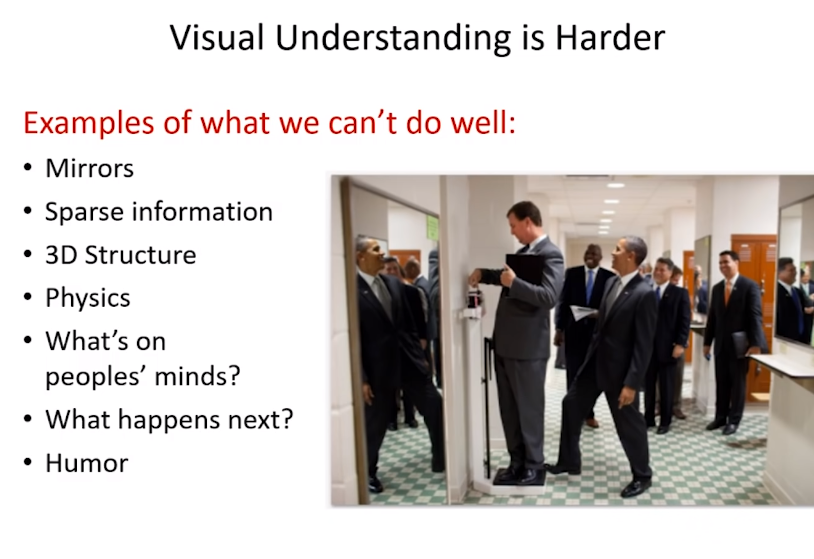 Visual Understanding is Harder
Examples of what we can't do well:
• Mirrors
• Sparse information
• 3D Structure
• Physics
• What's on
peoples' minds?
• What happens next?
• Humor